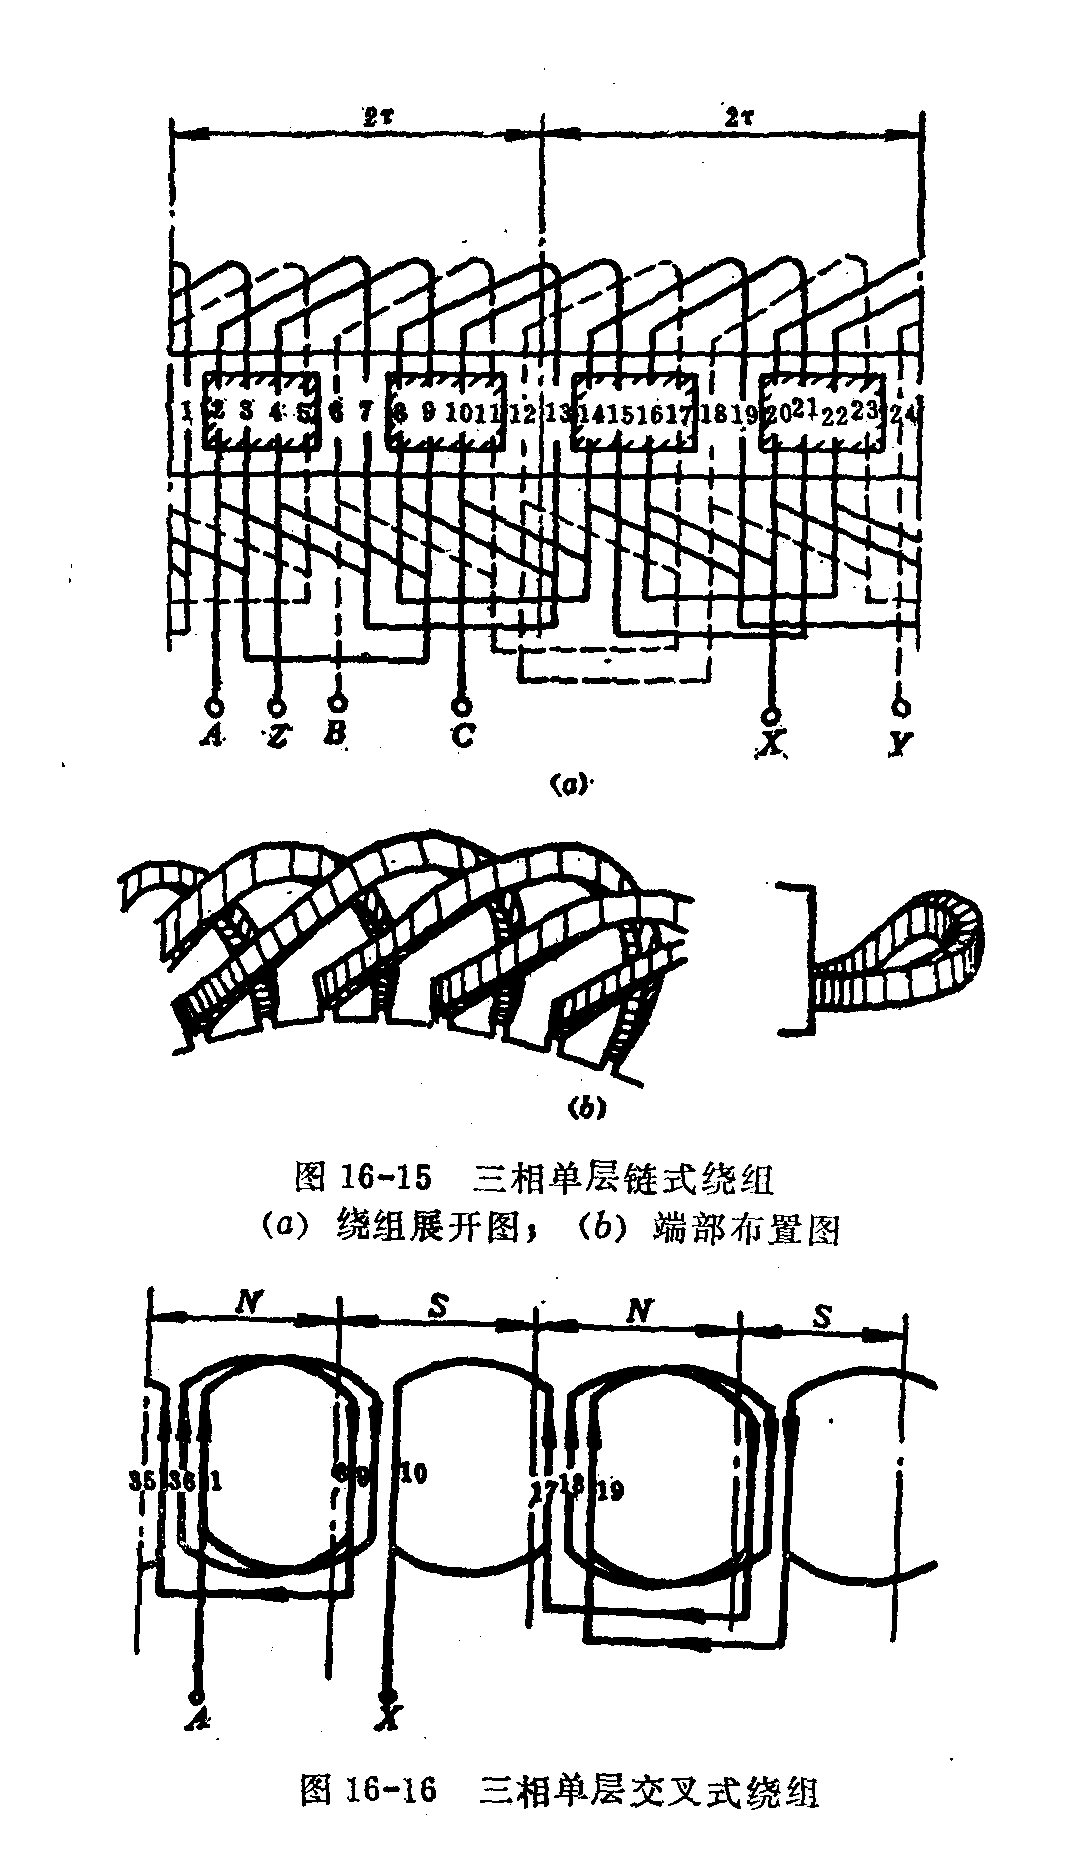 2τ 2τ
1 2 3 4 5 6 7 8 9 10 11 12 13 14 15 16 17 18 19 20 21 22 23 24
A Z B C X Y
(a)
(b)
图 16-15 三相单层链式绕组
(a) 绕组展开图； (b) 端部布置图
N S N S
35 36 1 8 9 10 17 18 19
A X
图 16-16 三相单层交叉式绕组